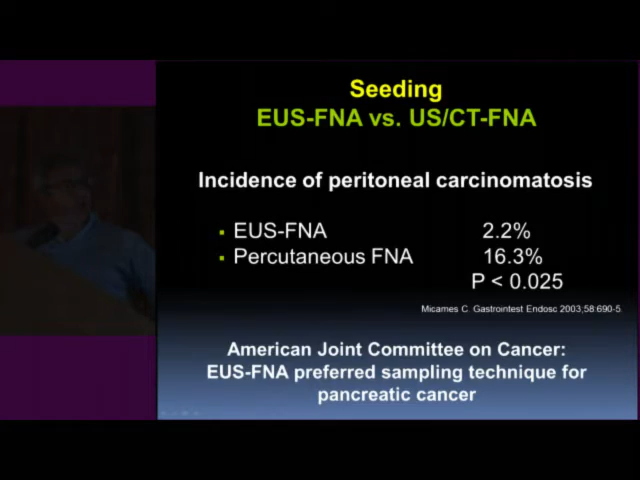 Seeding
EUS-FNA vs. US/CT-FNA
Incidence of peritoneal carcinomatosis
▪ EUS-FNA 2.2%
▪ Percutaneous FNA 16.3%
P < 0.025
Micames C. Gastrointest Endosc 2003;58:690-5.
American Joint Committee on Cancer:
EUS-FNA preferred sampling technique for
pancreatic cancer